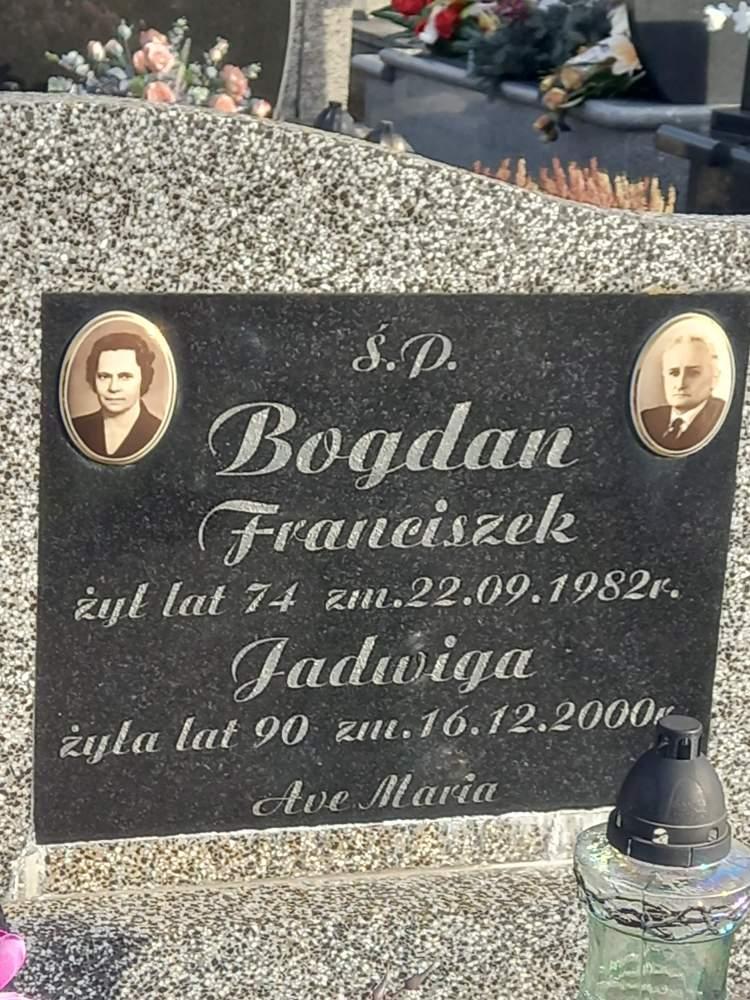 Ś.P.
Bogdan
Franciszek
żył lat 74 zm.22.09.1982r.
Jadwiga
żyła lat 90 zm.16.12.2000r.
Ave Maria